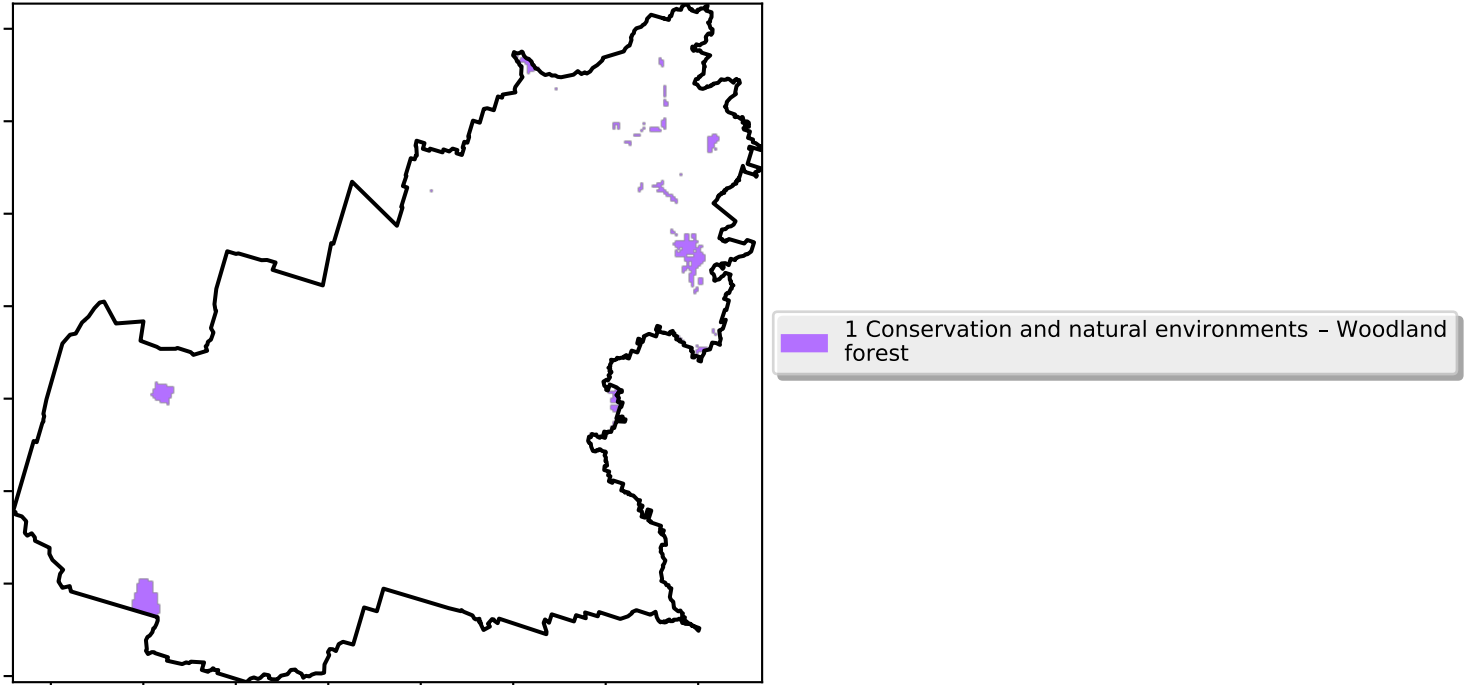 1 Conservation and natural environments – Woodland
forest